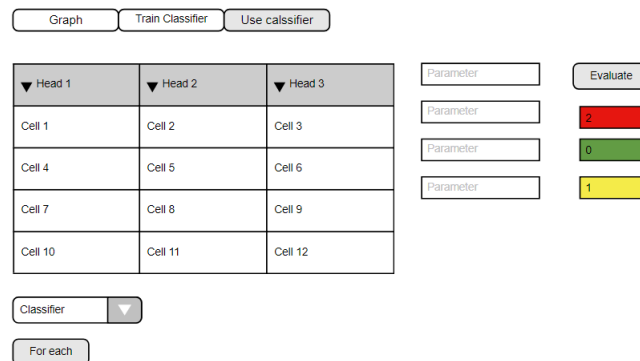 Graph Train Classifier Use calssifier
Head 1 Head 2 Head 3 Parameter Evaluate
Cell 1 Cell 2 Cell 3 Parameter 2
Cell 4 Cell 5 Cell 6 Parameter 0
Cell 7 Cell 8 Cell 9 Parameter 1
Cell 10 Cell 11 Cell 12
Classifier
For each